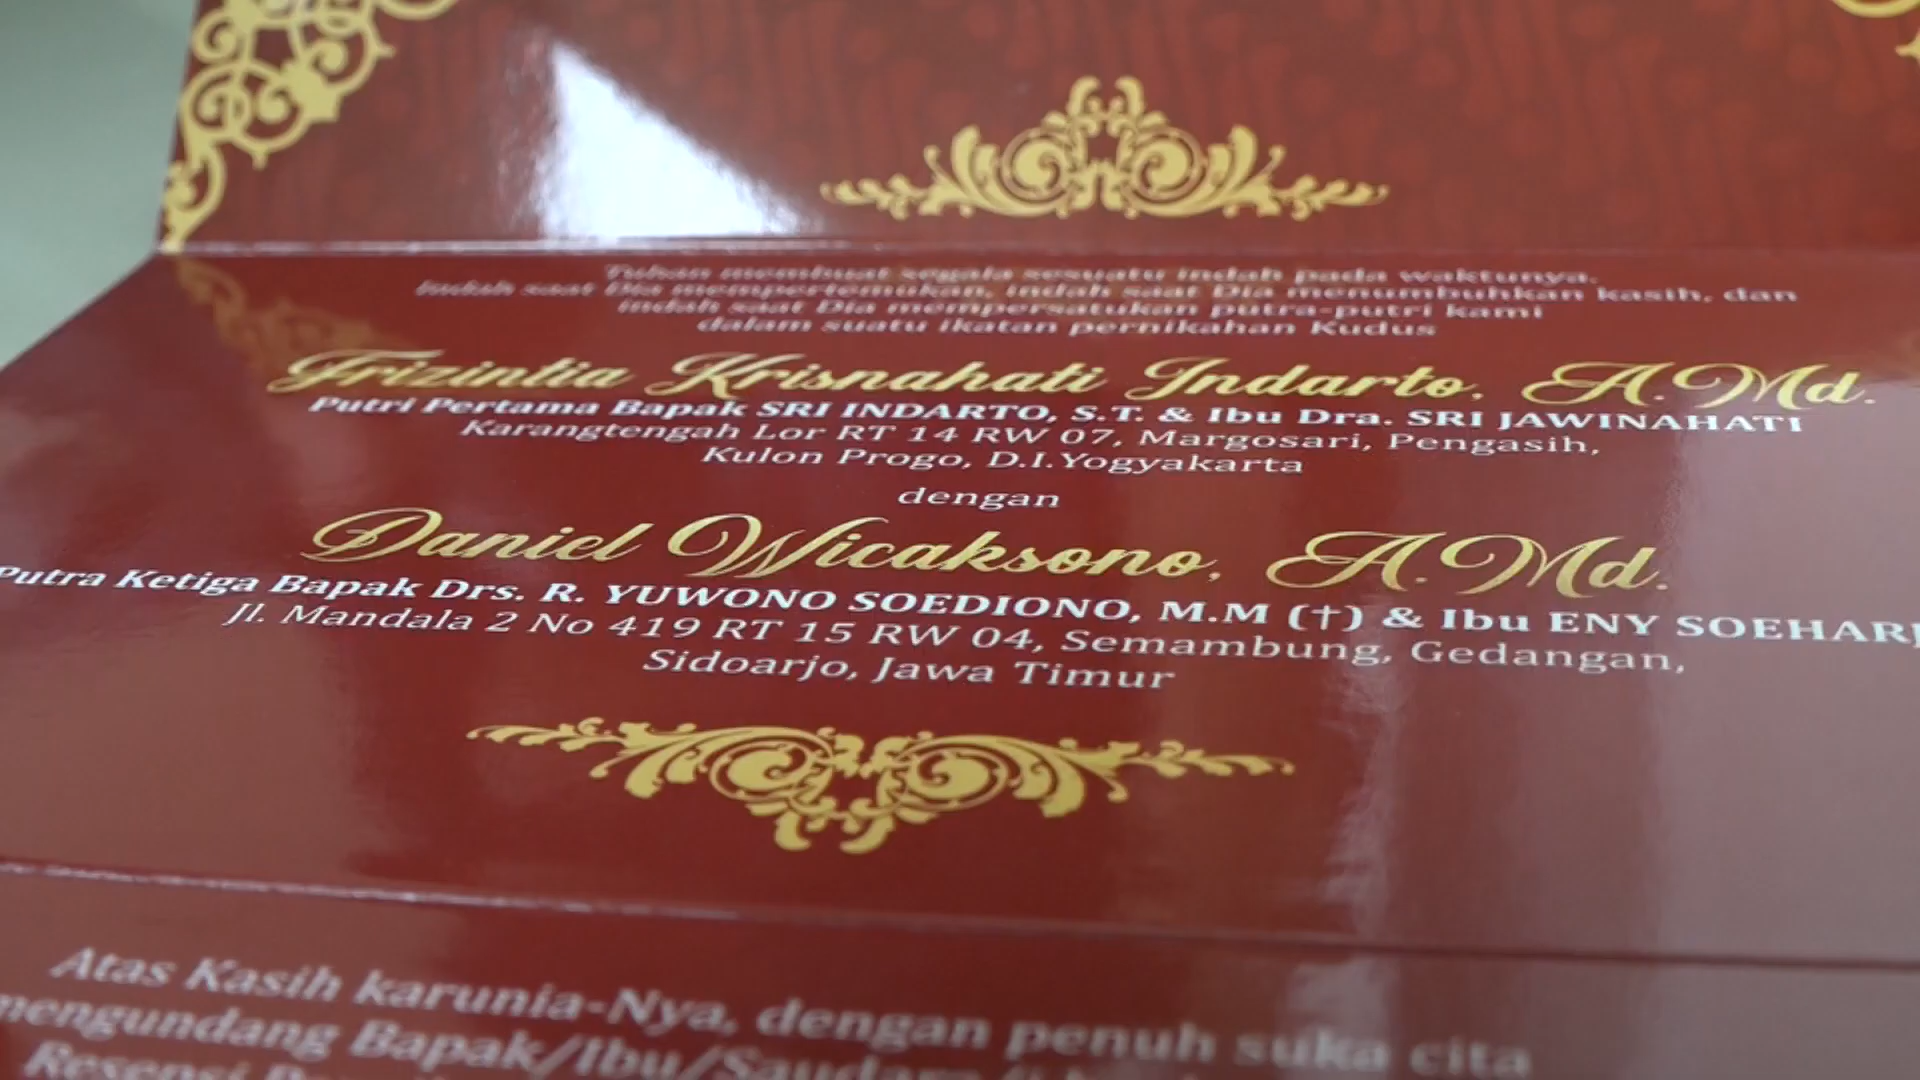 Tuhan membuat segala sesuatu indah pada waktunya.
Indah saat Dia mempertemukan, indah saat Dia menumbuhkan kasih, dan
indah saat Dia mempersatukan putra-putri kami
dalam suatu ikatan pernikahan Kudus
Frizintia Krisnahati Indarto, A.Md.
Putri Pertama Bapak SRI INDARTO, S.T. & Ibu Dra. SRI JAWINAHATI
Karangtengah Lor RT 14 RW 07, Margosari, Pengasih,
Kulon Progo, D.I.Yogyakarta
dengan
Daniel Wicaksono, A.Md.
Putra Ketiga Bapak Drs. R. YUWONO SOEDIONO, M.M (†) & Ibu ENY SOEHARJ
Jl. Mandala 2 No 419 RT 15 RW 04, Semambung, Gedangan,
Sidoarjo, Jawa Timur
Atas Kasih karunia-Nya, dengan penuh suka cita
mengundang Bapak/Ibu/Saudara/i
Resepsi